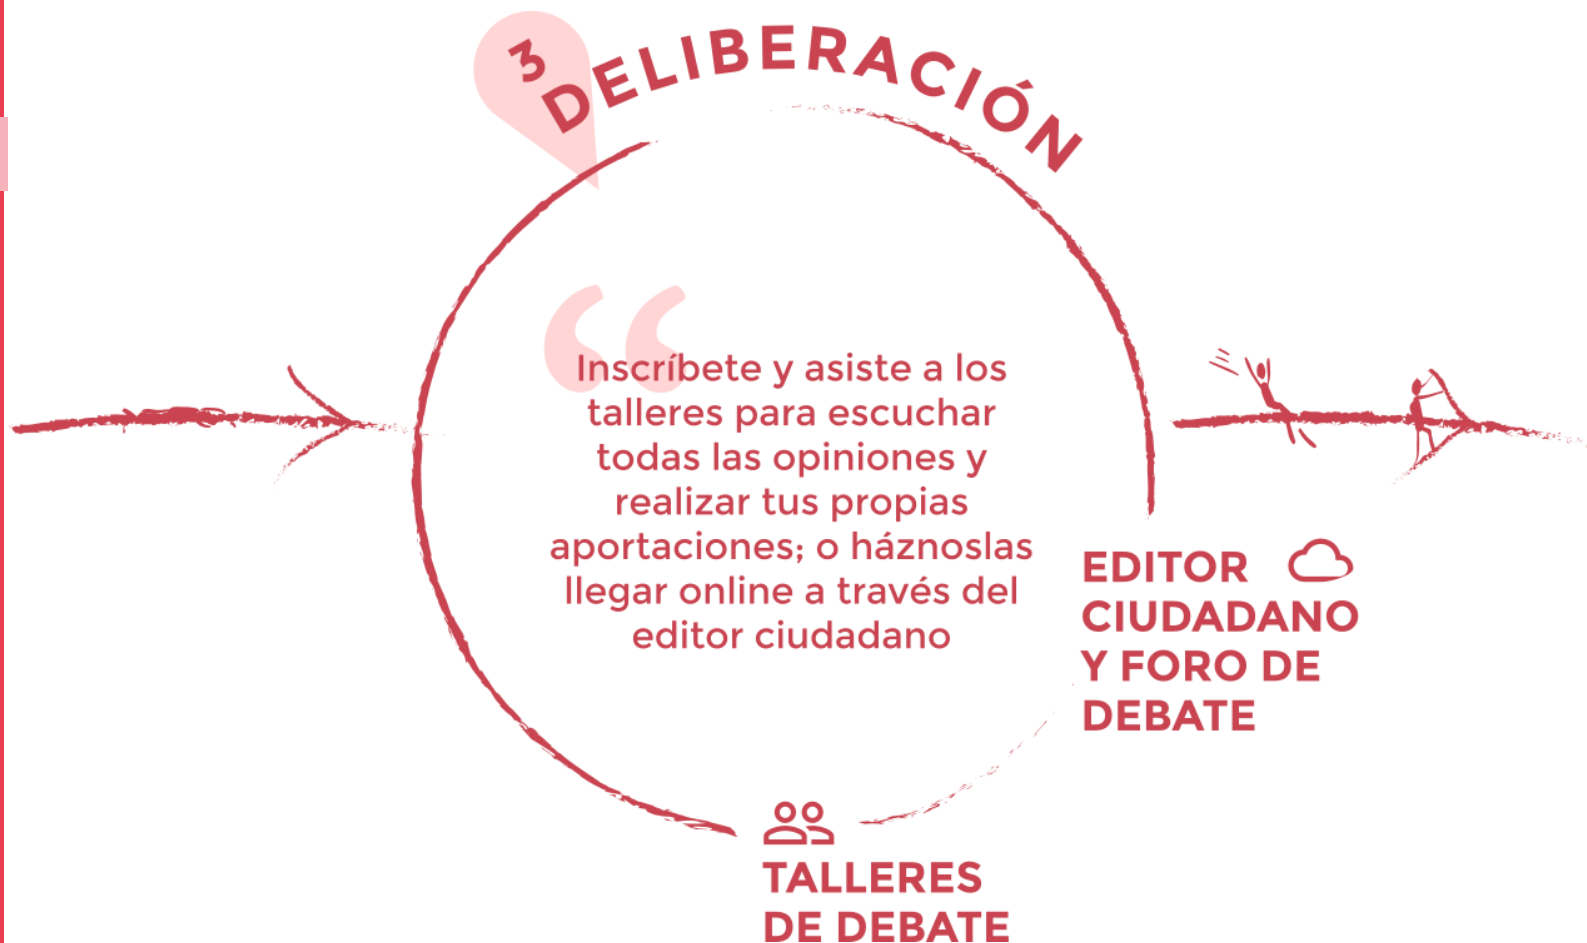 3
DELIBERACIÓN
Inscríbete y asiste a los
talleres para escuchar
todas las opiniones y
realizar tus propias
aportaciones; o háznoslas
llegar online a través del
editor ciudadano
EDITOR
CIUDADANO
Y FORO DE
DEBATE
TALLERES
DE DEBATE